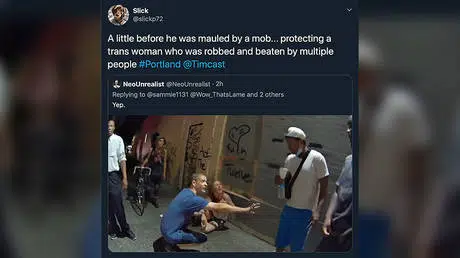 Slick
@slickp72
A little before he was mauled by a mob... protecting a
trans woman who was robbed and beaten by multiple
people #Portland @Timcast
NeoUnrealist @NeoUnrealist · 2h
Replying to @sammie1131 @Wow_ThatsLame and 2 others
Yep.